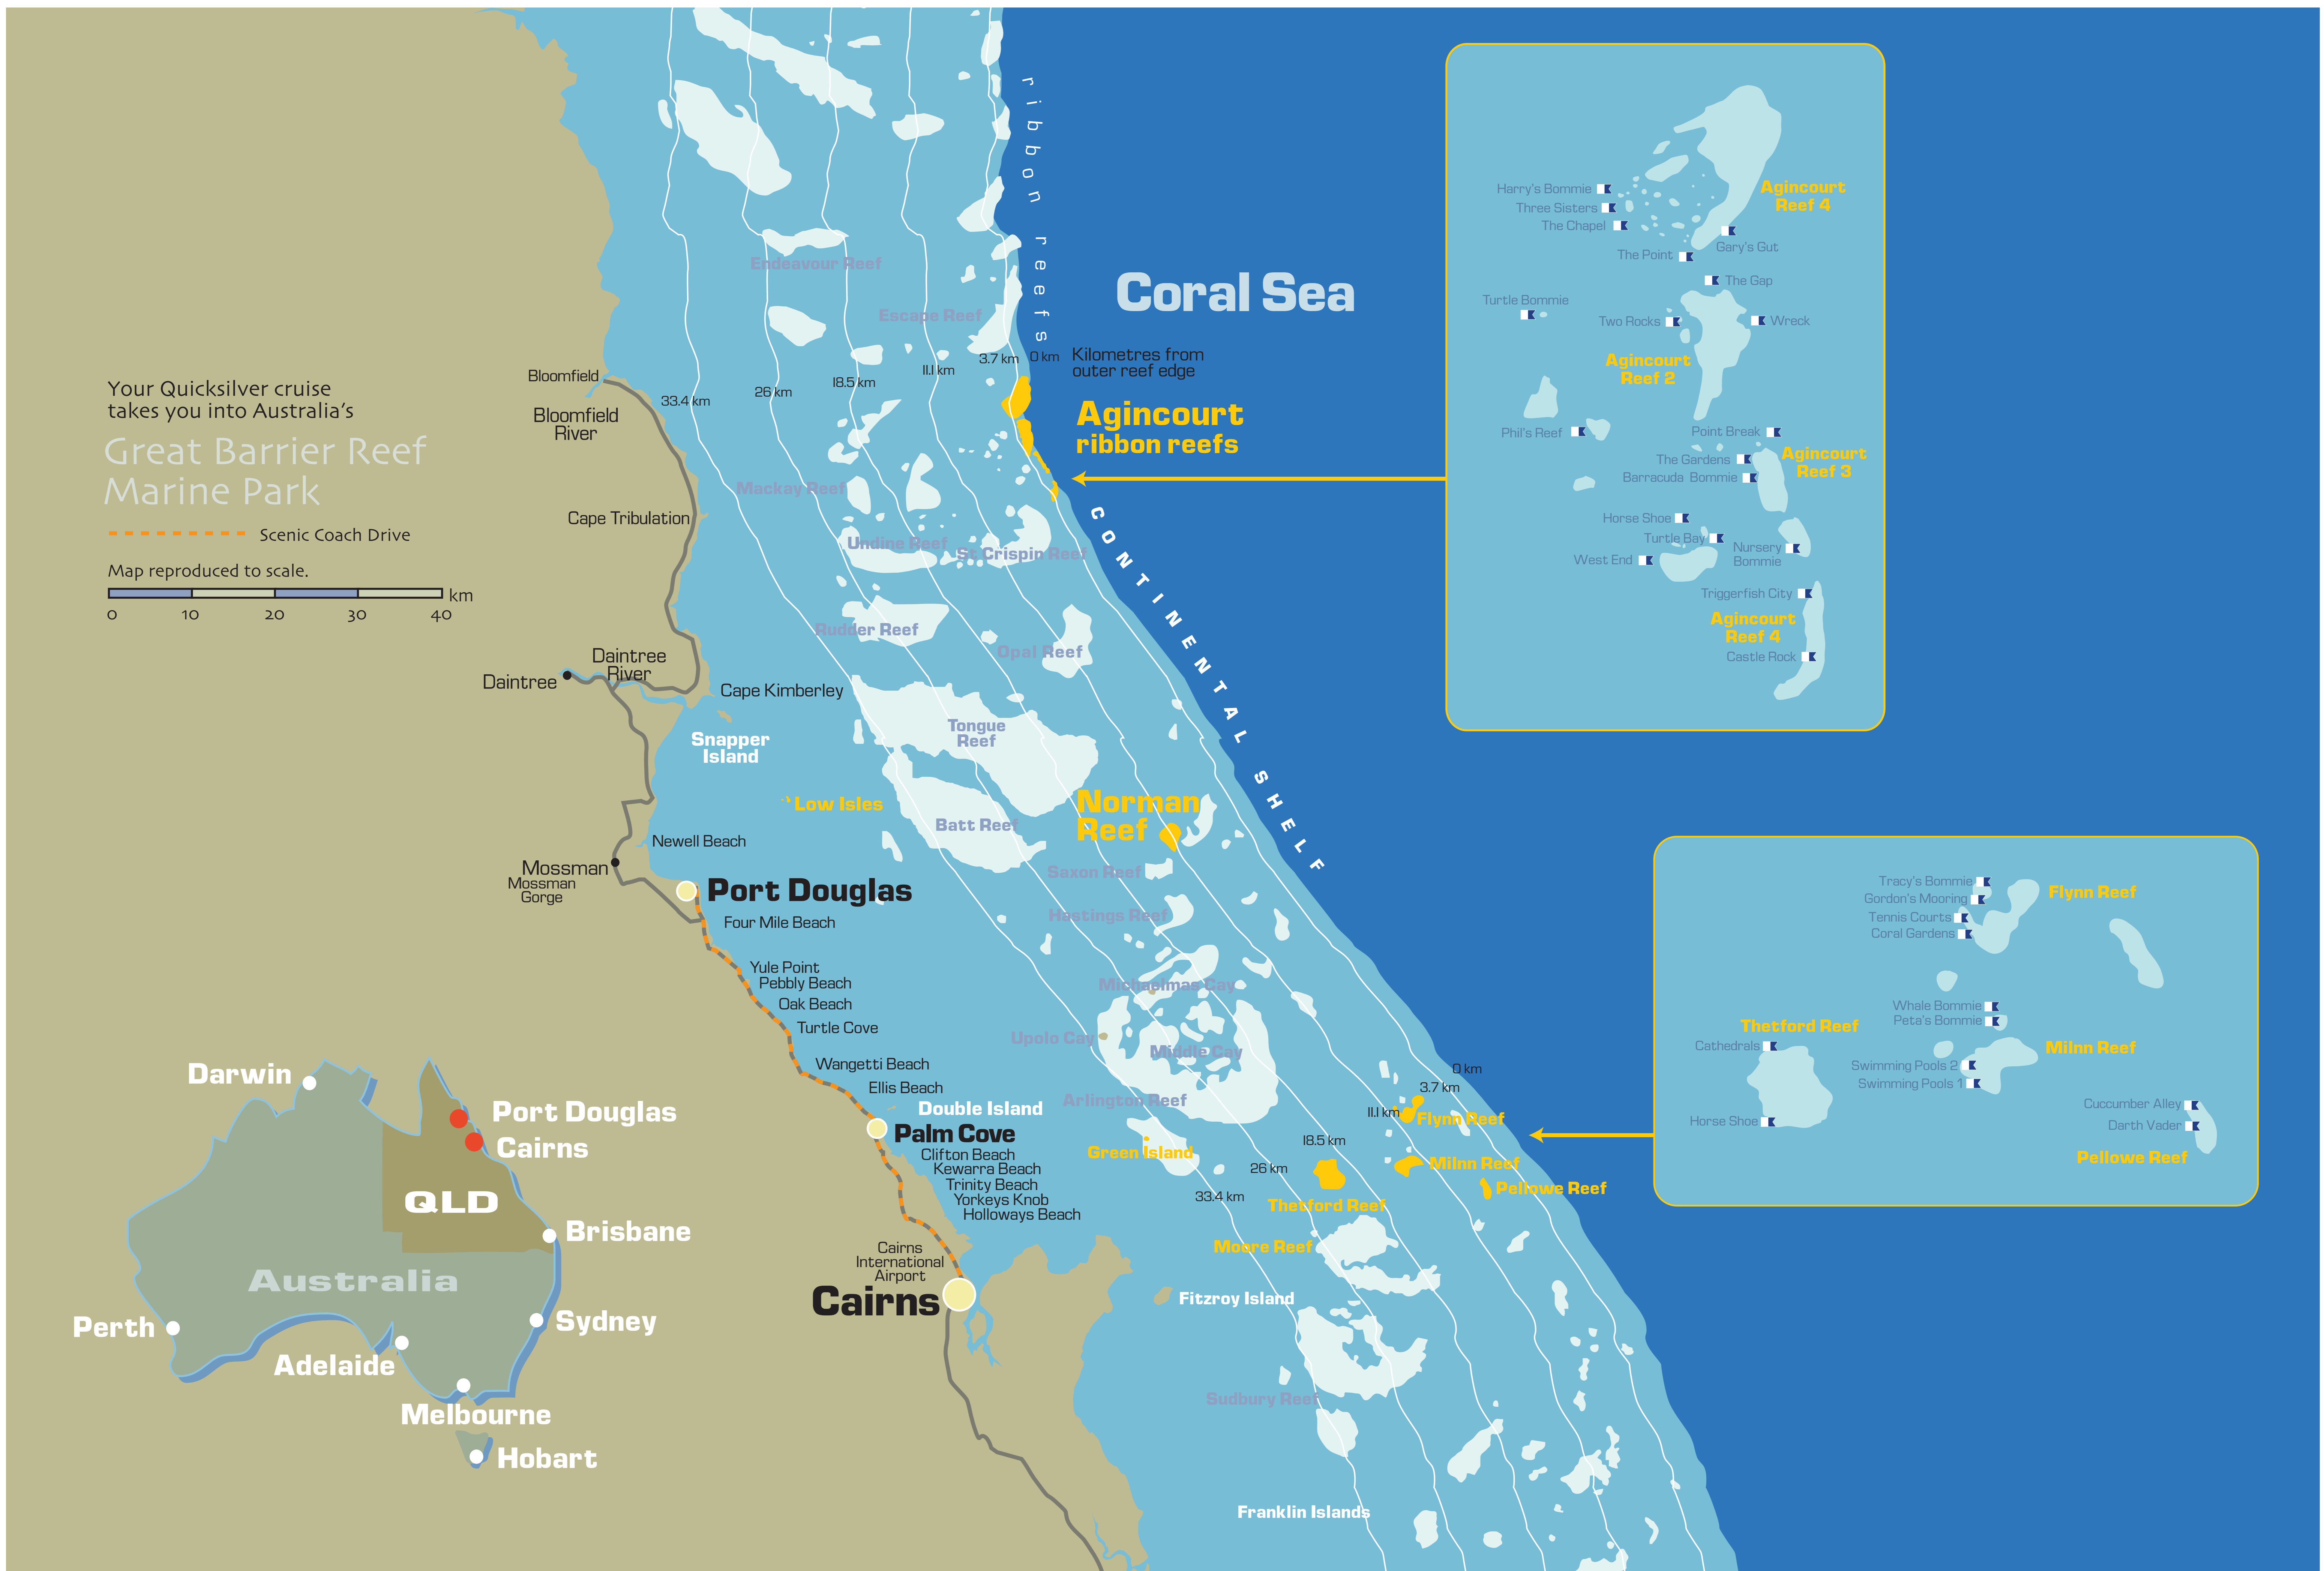 Your Quicksilver cruise
takes you into Australia's
Great Barrier Reef
Marine Park
Scenic Coach Drive
Map reproduced to scale.
km
0 10 20 30 40
ribbon reefs
Coral Sea
Endeavour Reef
Escape Reef
33.4 km
26 km
18.5 km
11.1 km
3.7 km
0 km
Kilometres from
outer reef edge
Agincourt
ribbon reefs
CONTINENTAL SHELF
Bloomfield
Bloomfield
River
Mackay Reef
Cape Tribulation
Undine Reef
St Crispin Reef
Rudder Reef
Opal Reef
Daintree
River
Daintree
Cape Kimberley
Snapper
Island
Tongue
Reef
Low Isles
Norman
Reef
Batt Reef
Newell Beach
Mossman
Mossman
Gorge
Port Douglas
Saxon Reef
Hastings Reef
Four Mile Beach
Yule Point
Pebbly Beach
Oak Beach
Turtle Cove
Michaelmas Cay
Upolo Cay
Middle Cay
Wangetti Beach
Ellis Beach
Arlington Reef
Double Island
Palm Cove
Clifton Beach
Kewarra Beach
Trinity Beach
Yorkeys Knob
Holloways Beach
Green Island
0 km
3.7 km
11.1 km
18.5 km
26 km
33.4 km
Flynn Reef
Milnn Reef
Pellowe Reef
Thetford Reef
Moore Reef
Cairns
International
Airport
Cairns
Fitzroy Island
Sudbury Reef
Franklin Islands
Darwin
Port Douglas
Cairns
QLD
Brisbane
Australia
Perth
Sydney
Adelaide
Melbourne
Hobart
Harry's Bommie
Three Sisters
The Chapel
Agincourt
Reef 4
Gary's Gut
The Point
The Gap
Turtle Bommie
Two Rocks
Wreck
Agincourt
Reef 2
Phil's Reef
Point Break
The Gardens
Agincourt
Reef 3
Barracuda Bommie
Horse Shoe
Turtle Bay
Nursery
Bommie
West End
Triggerfish City
Agincourt
Reef 4
Castle Rock
Tracy's Bommie
Gordon's Mooring
Tennis Courts
Coral Gardens
Flynn Reef
Whale Bommie
Peta's Bommie
Thetford Reef
Cathedrals
Milnn Reef
Swimming Pools 2
Swimming Pools 1
Horse Shoe
Cuccumber Alley
Darth Vader
Pellowe Reef